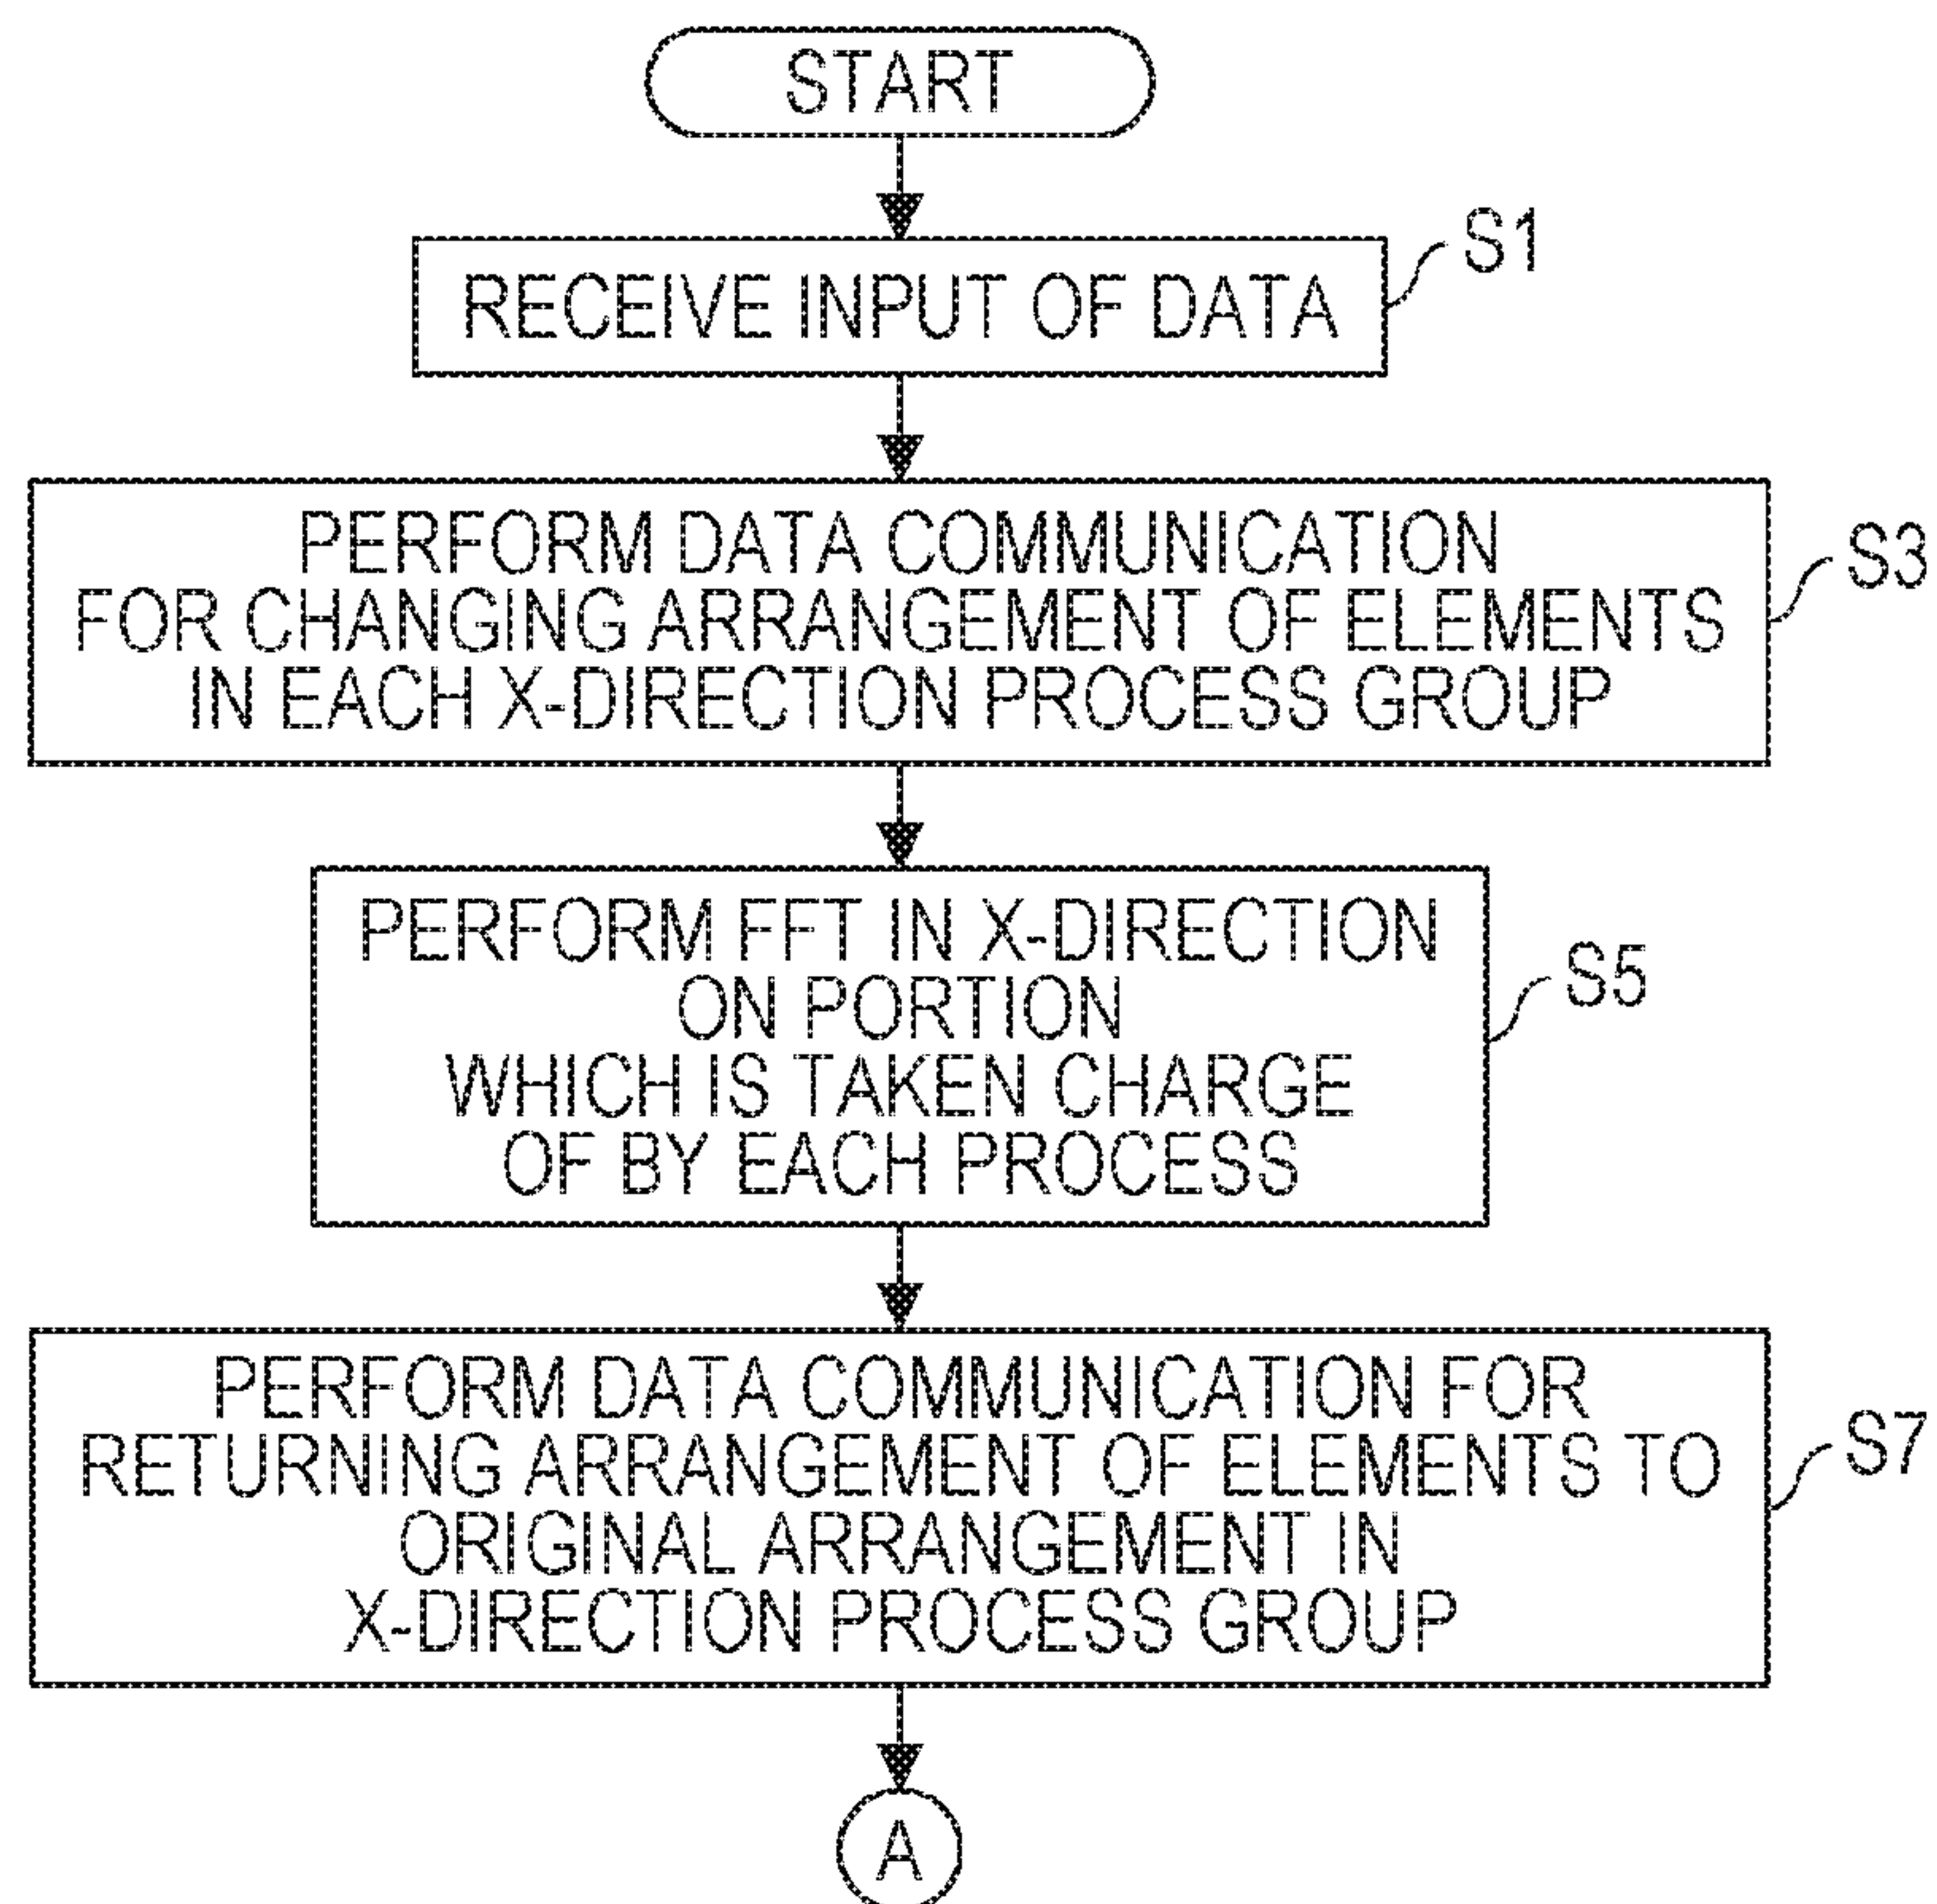 START
S1
RECEIVE INPUT OF DATA
S3
PERFORM DATA COMMUNICATION
FOR CHANGING ARRANGEMENT OF ELEMENTS
IN EACH X-DIRECTION PROCESS GROUP
S5
PERFORM FFT IN X-DIRECTION
ON PORTION
WHICH IS TAKEN CHARGE
OF BY EACH PROCESS
S7
PERFORM DATA COMMUNICATION FOR
RETURNING ARRANGEMENT OF ELEMENTS TO
ORIGINAL ARRANGEMENT IN
X-DIRECTION PROCESS GROUP
A